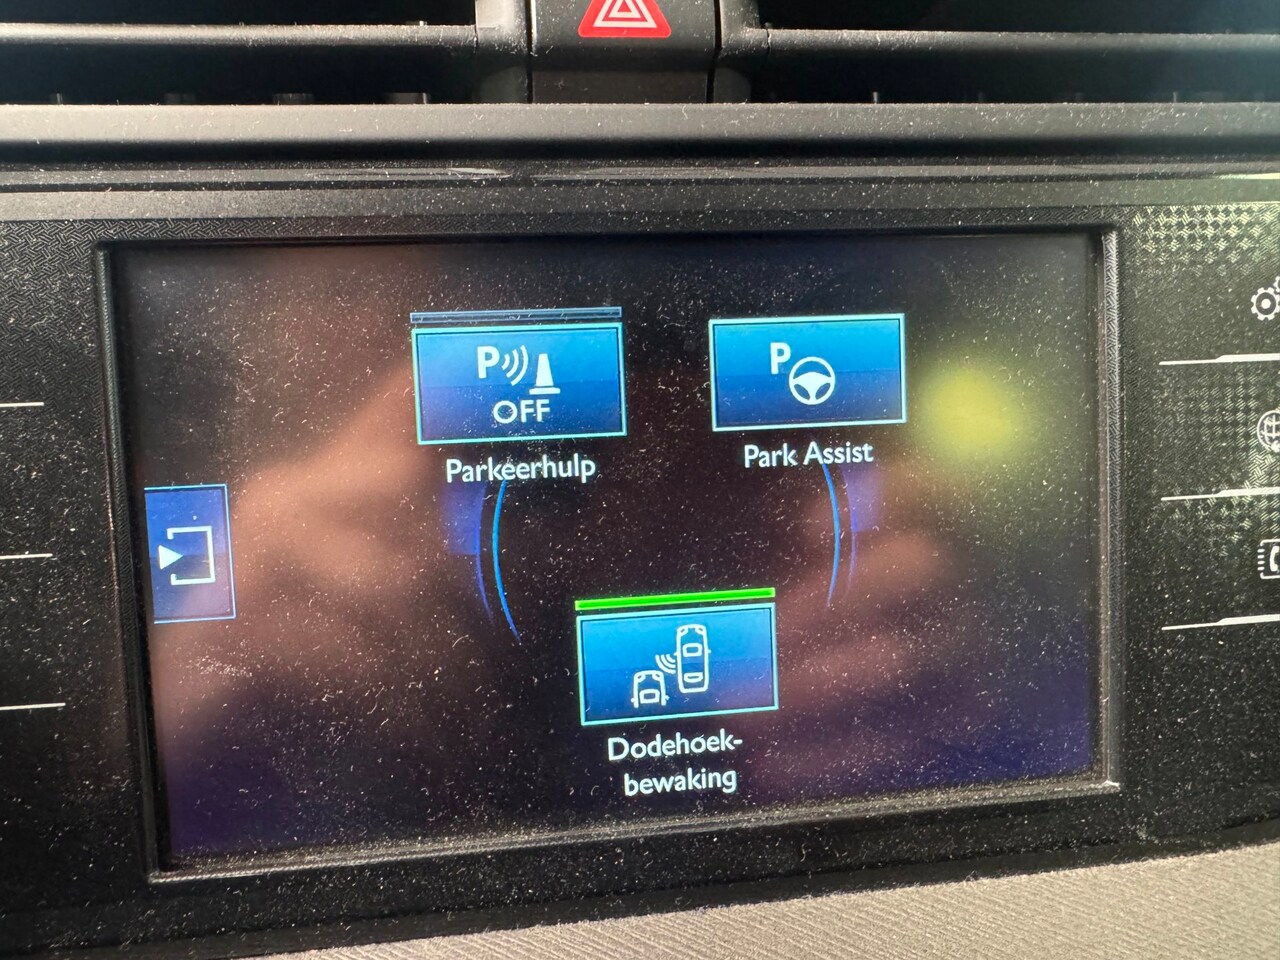 P
OFF
Parkeerhulp
P
Park Assist
Dodehoek-
bewaking